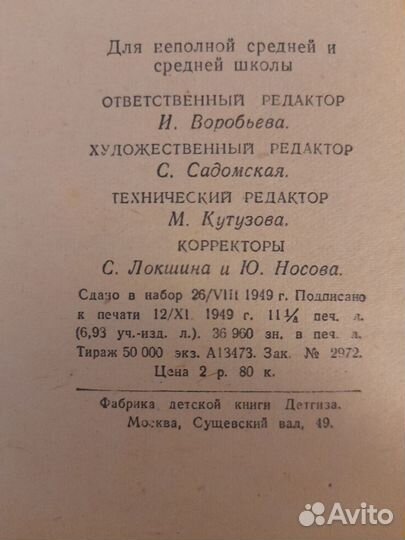 Для неполной средней и
средней школы
ОТВЕТСТВЕННЫЙ РЕДАКТОР
И. Воробьева.
ХУДОЖЕСТВЕННЫЙ РЕДАКТОР
С. Садомская.
ТЕХНИЧЕСКИЙ РЕДАКТОР
М. Кутузова.
КОРРЕКТОРЫ
С. Локшина и Ю. Носова.
Сдано в набор 26/VIII 1949 г. Подписано
к печати 12/XI 1949 г. 11 1/4 печ. л.
(6,93 уч.-изд. л.). 36 960 зн. в печ. л.
Тираж 50 000 экз. А13473. Зак. № 2972.
Цена 2 р. 80 к.
Фабрика детской книги Детгиза.
Москва, Сущевский вал, 49.
Avito